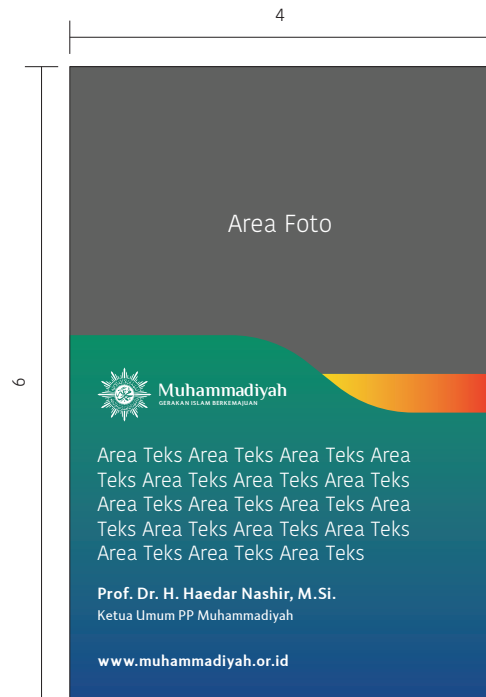 4
6
Area Foto
Muhammadiyah
GERAKAN ISLAM BERKEMAJUAN
Area Teks Area Teks Area Teks Area
Teks Area Teks Area Teks Area Teks
Area Teks Area Teks Area Teks Area
Teks Area Teks Area Teks Area Teks
Area Teks Area Teks Area Teks
Prof. Dr. H. Haedar Nashir, M.Si.
Ketua Umum PP Muhammadiyah
www.muhammadiyah.or.id